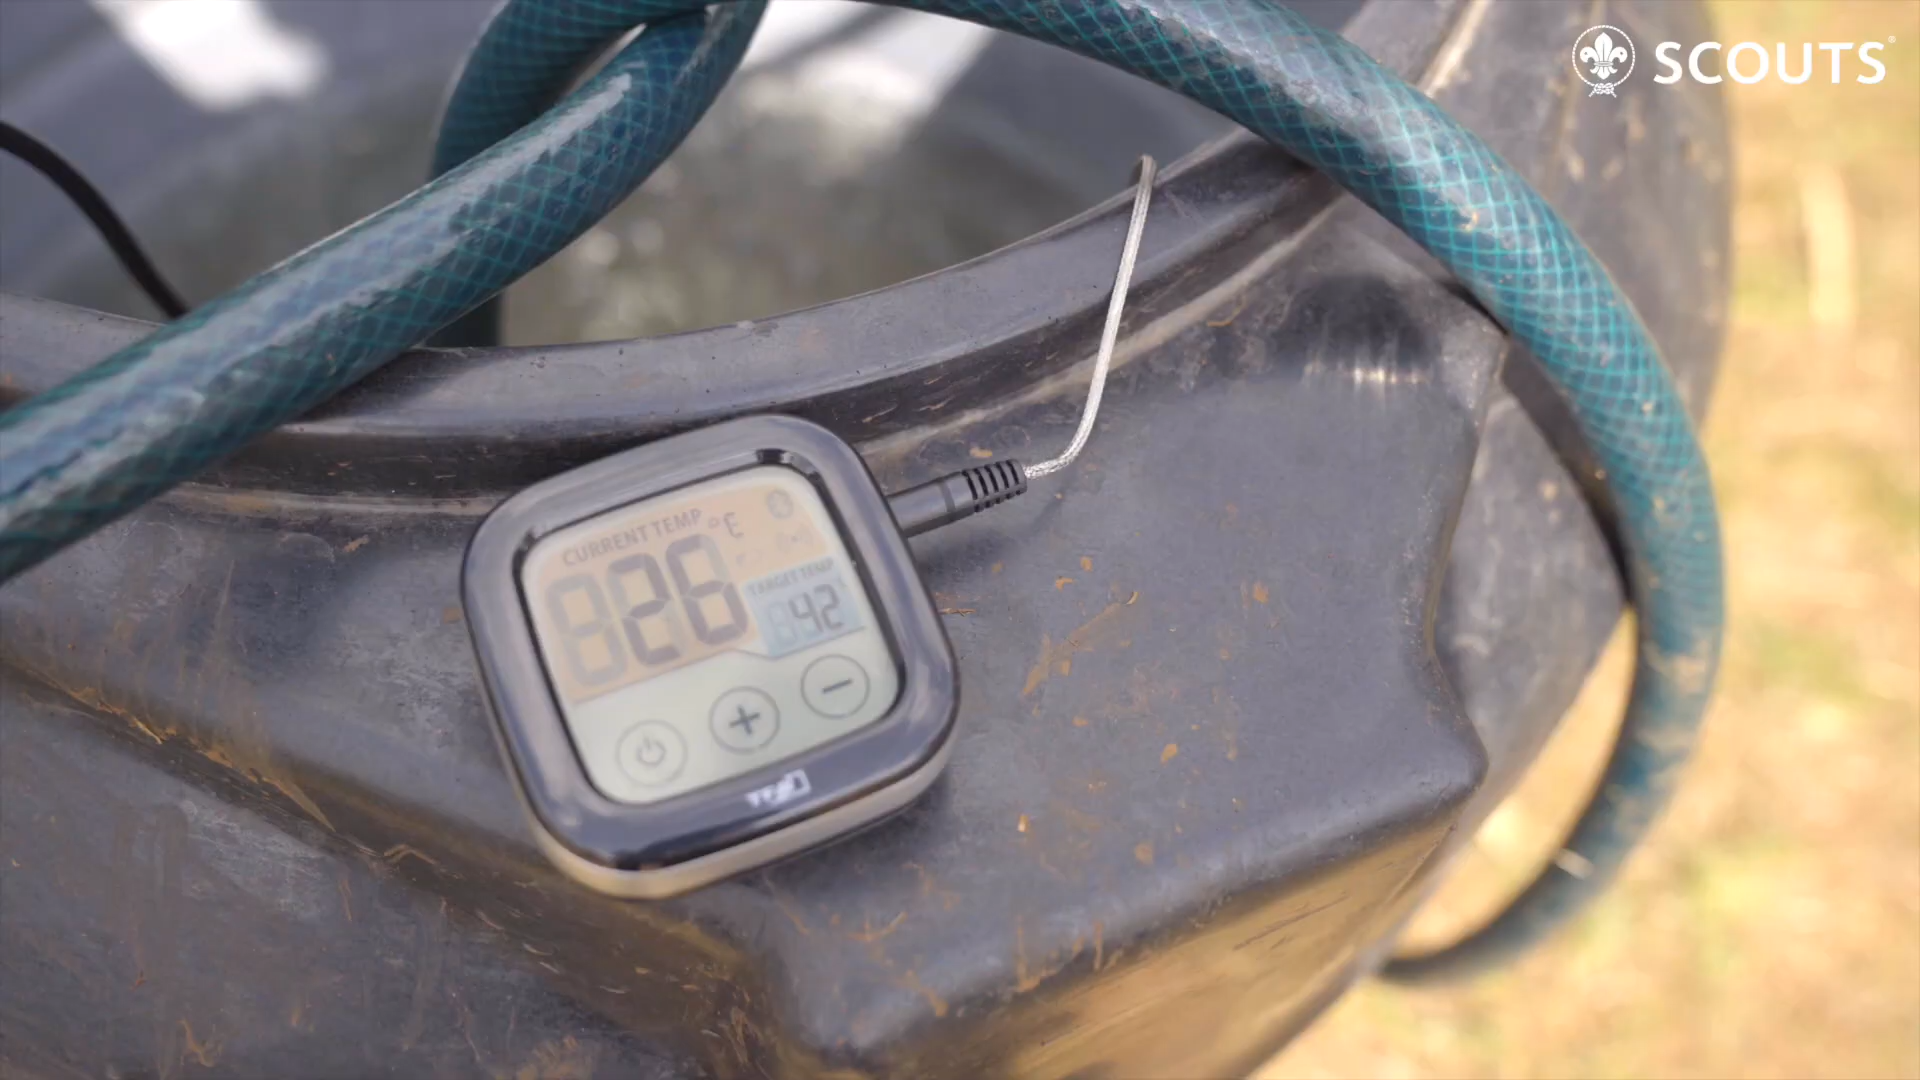 SCOUTS
CURRENT TEMP
26
TARGET TEMP
42